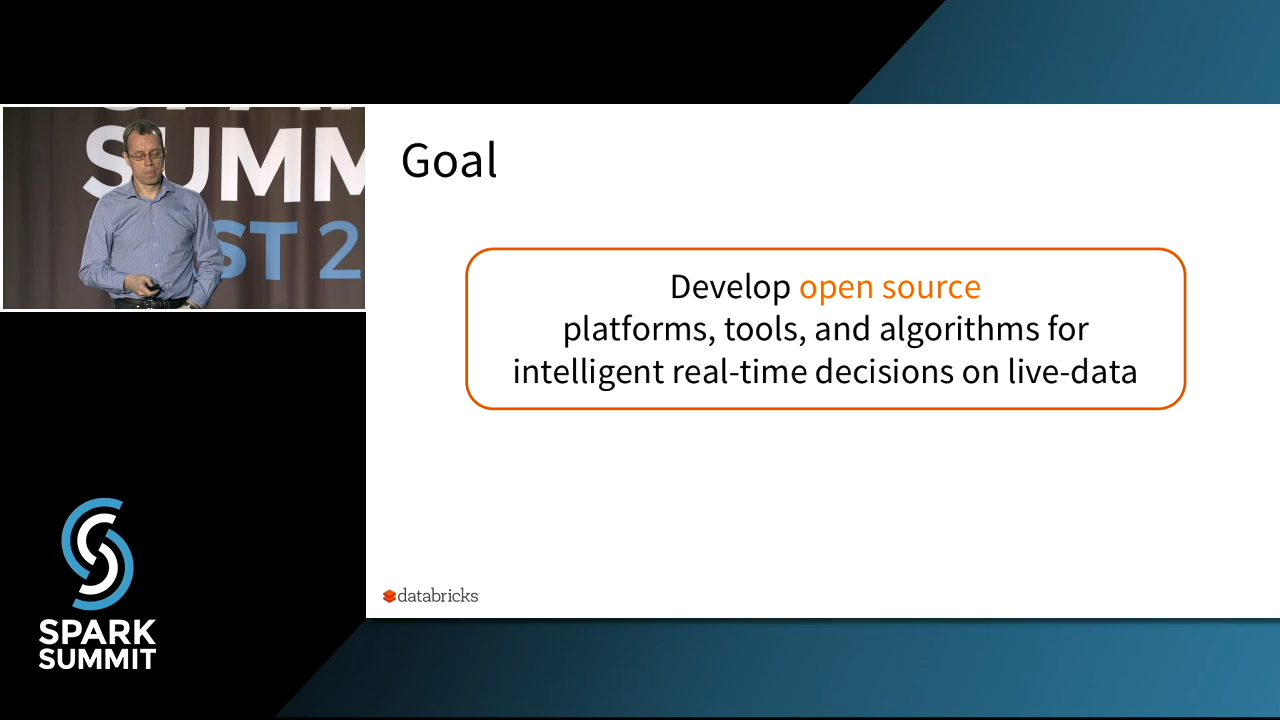 SUMM
ST 2
Goal
Develop open source
platforms, tools, and algorithms for
intelligent real-time decisions on live-data
databricks
SPARK
SUMMIT